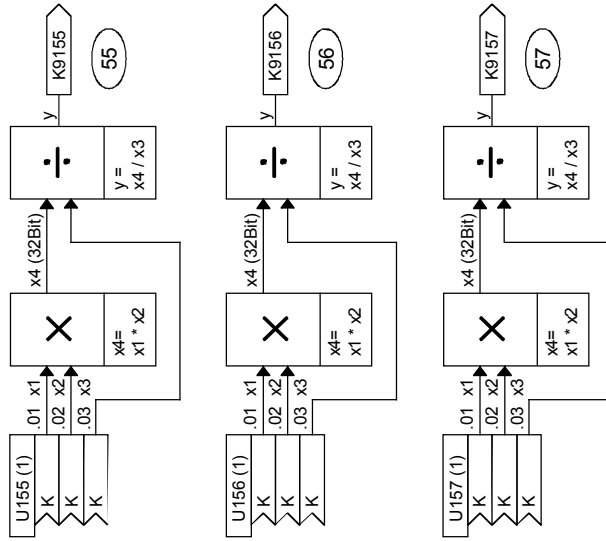 U155 (1)
K
K
K
.01 x1
.02 x2
.03 x3
x4=
x1 * x2
x4 (32Bit)
y =
x4 / x3
y
K9155
55
U156 (1)
K
K
K
.01 x1
.02 x2
.03 x3
x4=
x1 * x2
x4 (32Bit)
y =
x4 / x3
y
K9156
56
U157 (1)
K
K
K
.01 x1
.02 x2
.03 x3
x4=
x1 * x2
x4 (32Bit)
y =
x4 / x3
y
K9157
57